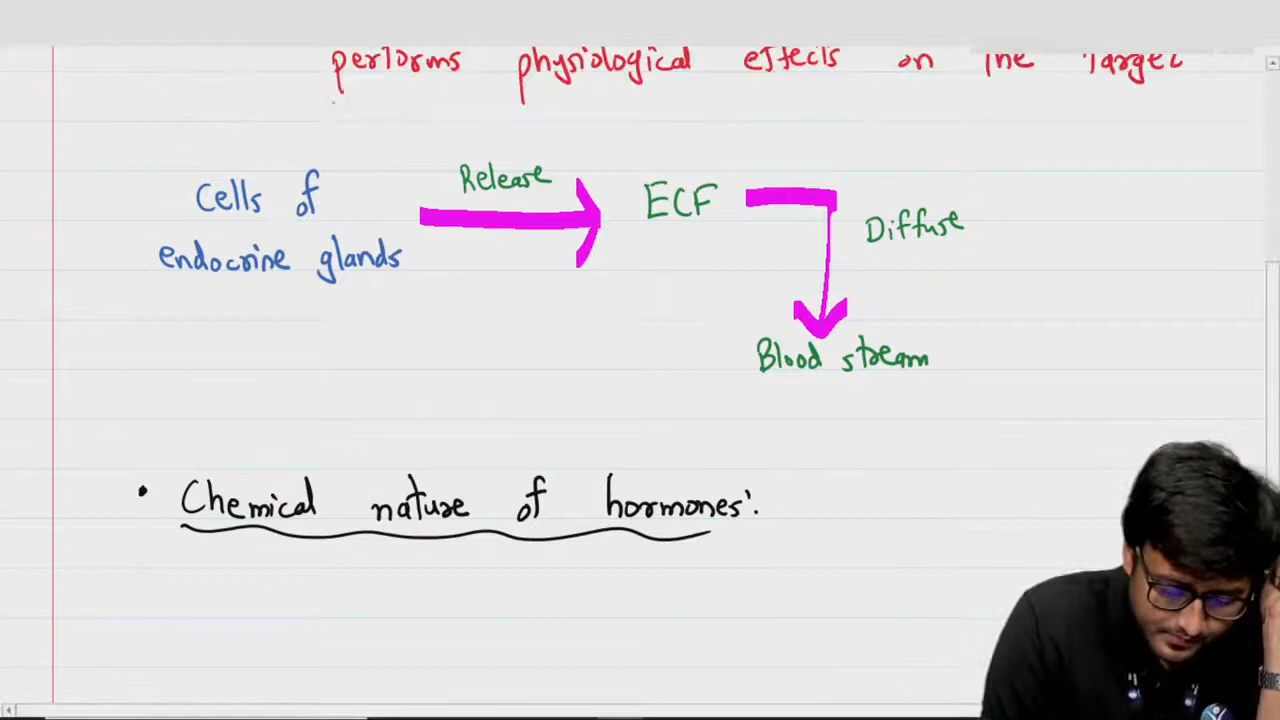 performs physiological effects on the target
Release
Cells of
endocrine glands
ECF
Diffuse
Blood stream
• Chemical nature of hormones: